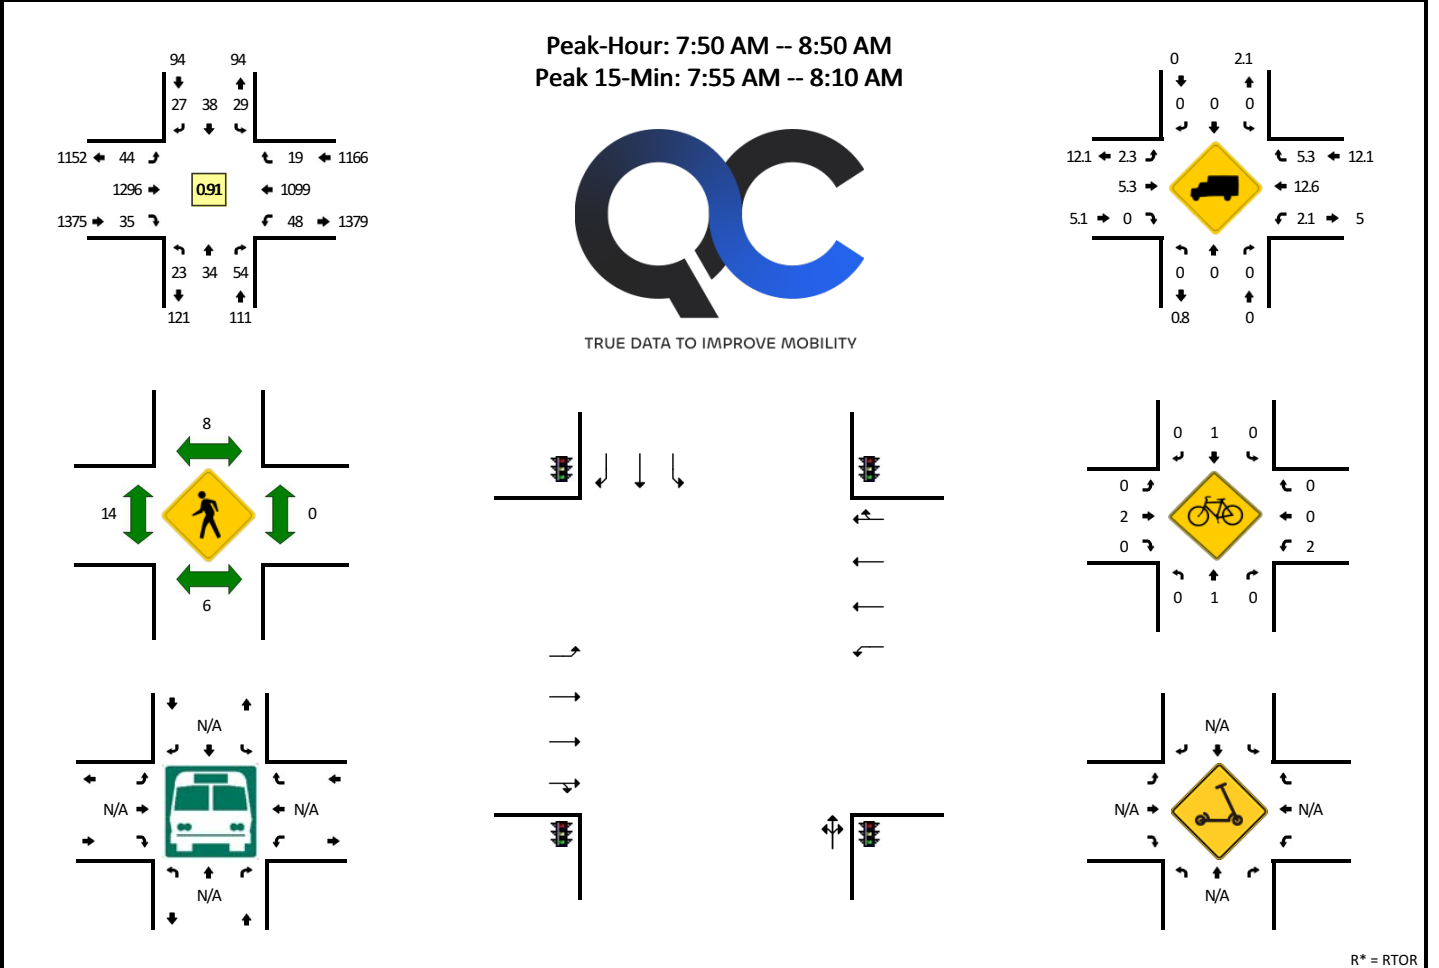 Peak-Hour: 7:50 AM -- 8:50 AM
Peak 15-Min: 7:55 AM -- 8:10 AM
94 94
27 38 29
1152 44 19 1166
1296 0.91 1099
1375 35 48 1379
23 34 54
121 111
QC
TRUE DATA TO IMPROVE MOBILITY
0 2.1
0 0 0
12.1 2.3 5.3 12.1
5.3 12.6
5.1 0 2.1 5
0 0 0
0.8 0
8
14 0
6
0 1 0
0 0
2 0
0 2
0 1 0
N/A
N/A N/A
N/A
N/A
N/A N/A
N/A
R* = RTOR